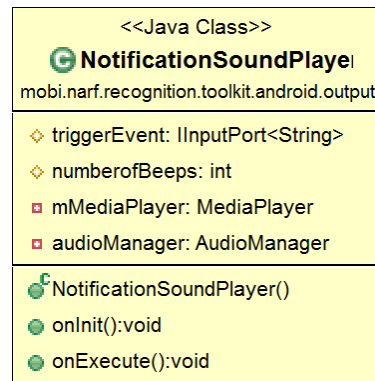 <<Java Class>>
C NotificationSoundPlayer
mobi.narf.recognition.toolkit.android.output
triggerEvent: IInputPort<String>
numberofBeeps: int
mMediaPlayer: MediaPlayer
audioManager: AudioManager
C NotificationSoundPlayer()
onInit():void
onExecute():void